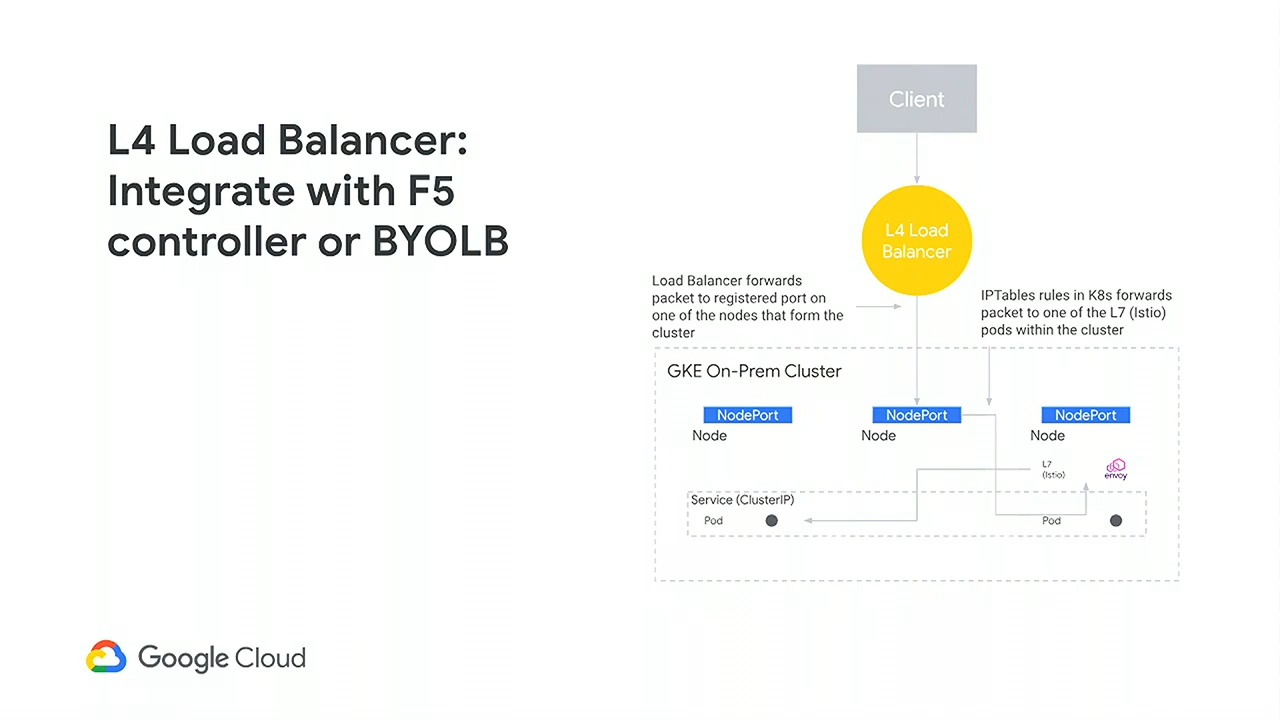 L4 Load Balancer:
Integrate with F5
controller or BYOLB
Client
L4 Load
Balancer
Load Balancer forwards
packet to registered port on
one of the nodes that form the
cluster
IPTables rules in K8s forwards
packet to one of the L7 (Istio)
pods within the cluster
GKE On-Prem Cluster
NodePort
NodePort
NodePort
Node
Node
Node
L7
(Istio)
envoy
Service (ClusterIP)
Pod
Pod
Google Cloud